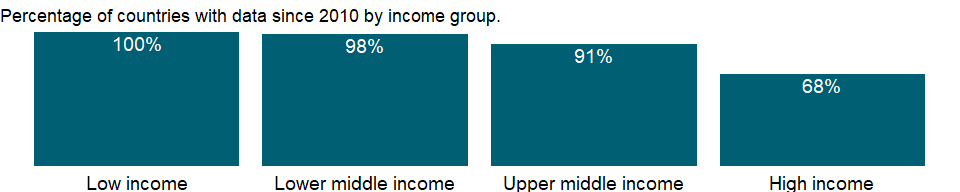 Percentage of countries with data since 2010 by income group.
100% 98% 91% 68%
Low income Lower middle income Upper middle income High income